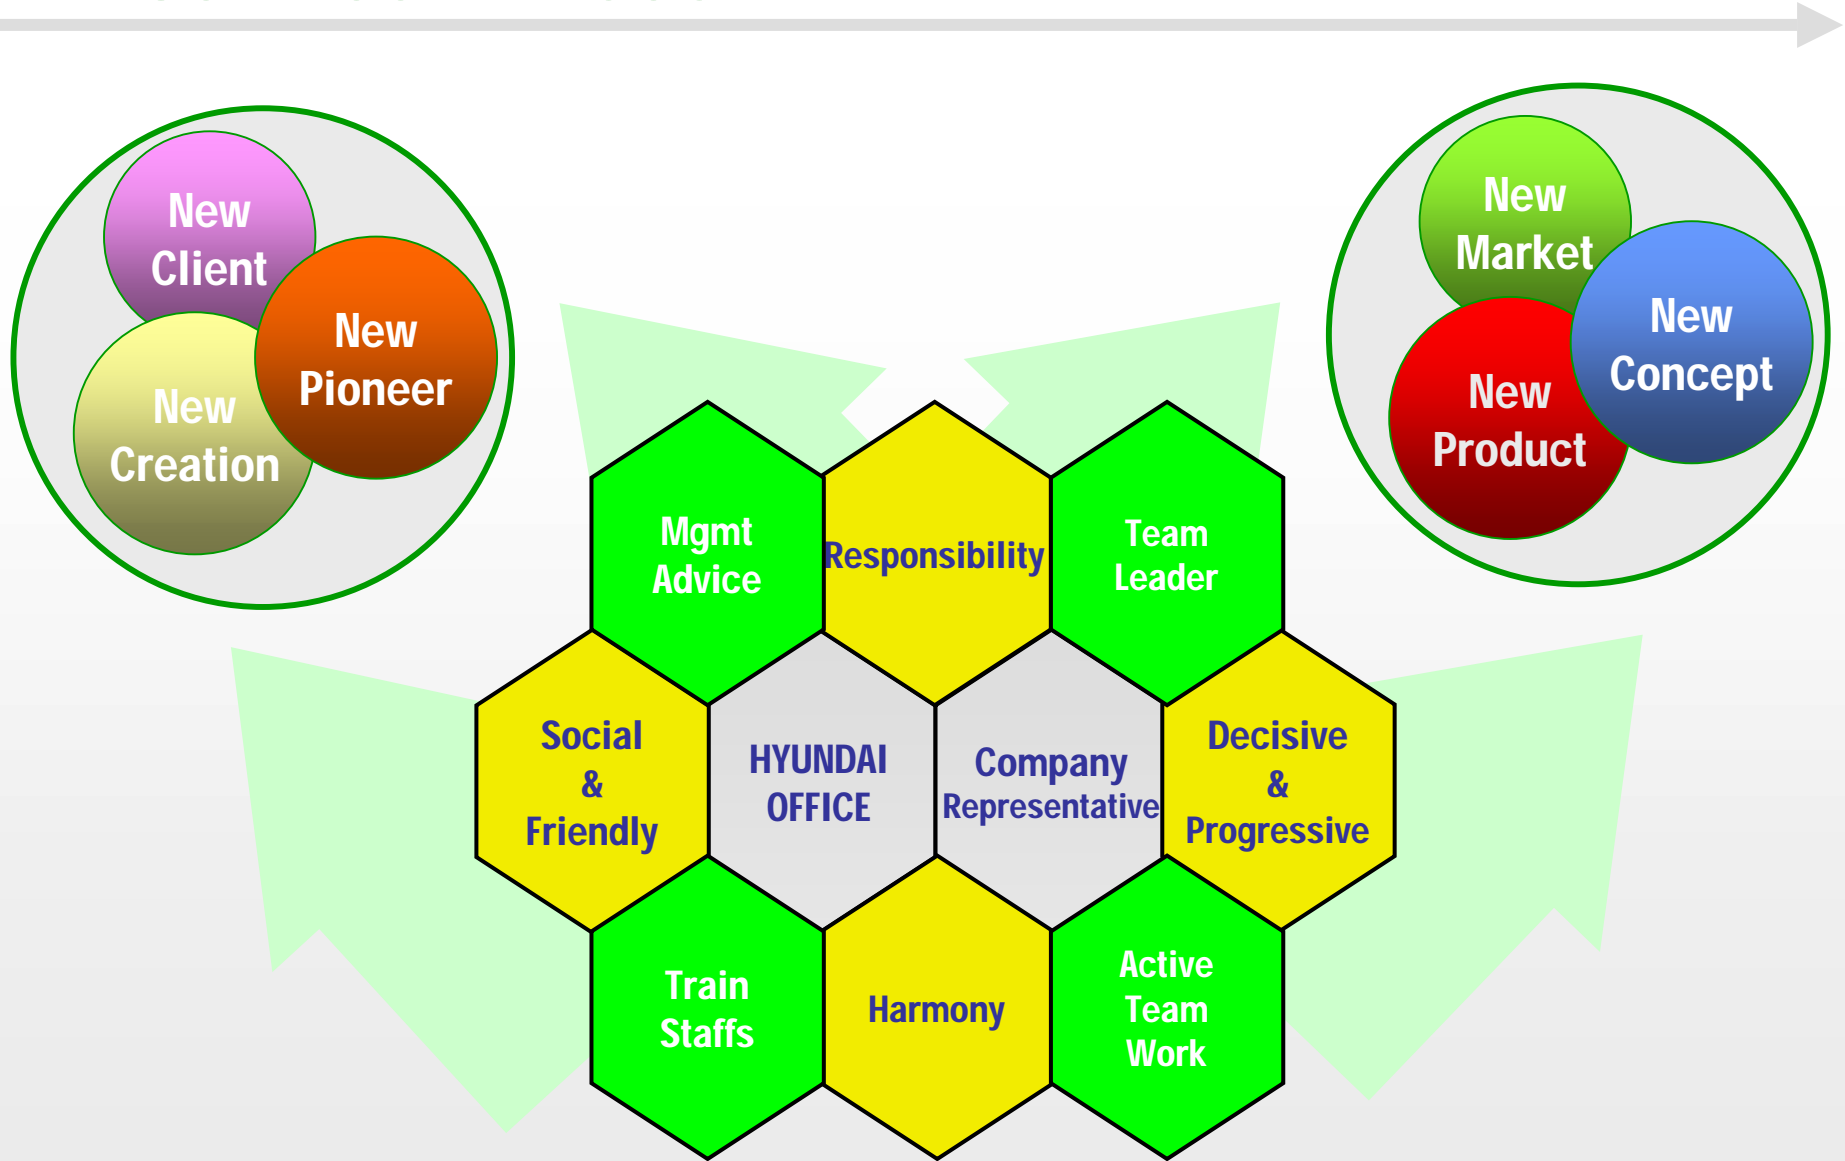 New
Client
New
Pioneer
New
Creation
New
Market
New
Concept
New
Product
Mgmt
Advice
Responsibility
Team
Leader
Social
&
Friendly
HYUNDAI
OFFICE
Company
Representative
Decisive
&
Progressive
Train
Staffs
Harmony
Active
Team
Work